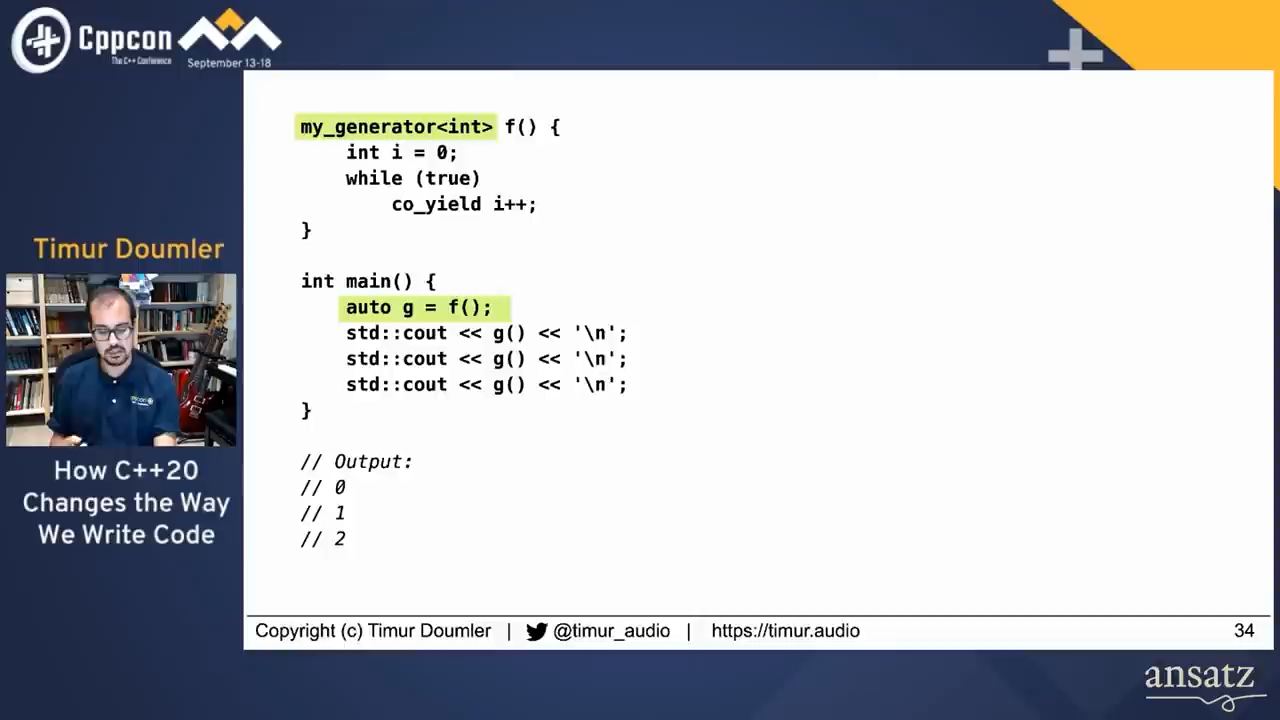 Cppcon
The C++ Conference
September 13-18
my_generator<int> f() {
int i = 0;
while (true)
co_yield i++;
}
int main() {
auto g = f();
std::cout << g() << '\n';
std::cout << g() << '\n';
std::cout << g() << '\n';
}
// Output:
// 0
// 1
// 2
Timur Doumler
How C++20
Changes the Way
We Write Code
Copyright (c) Timur Doumler | @timur_audio | https://timur.audio 34
ansatz